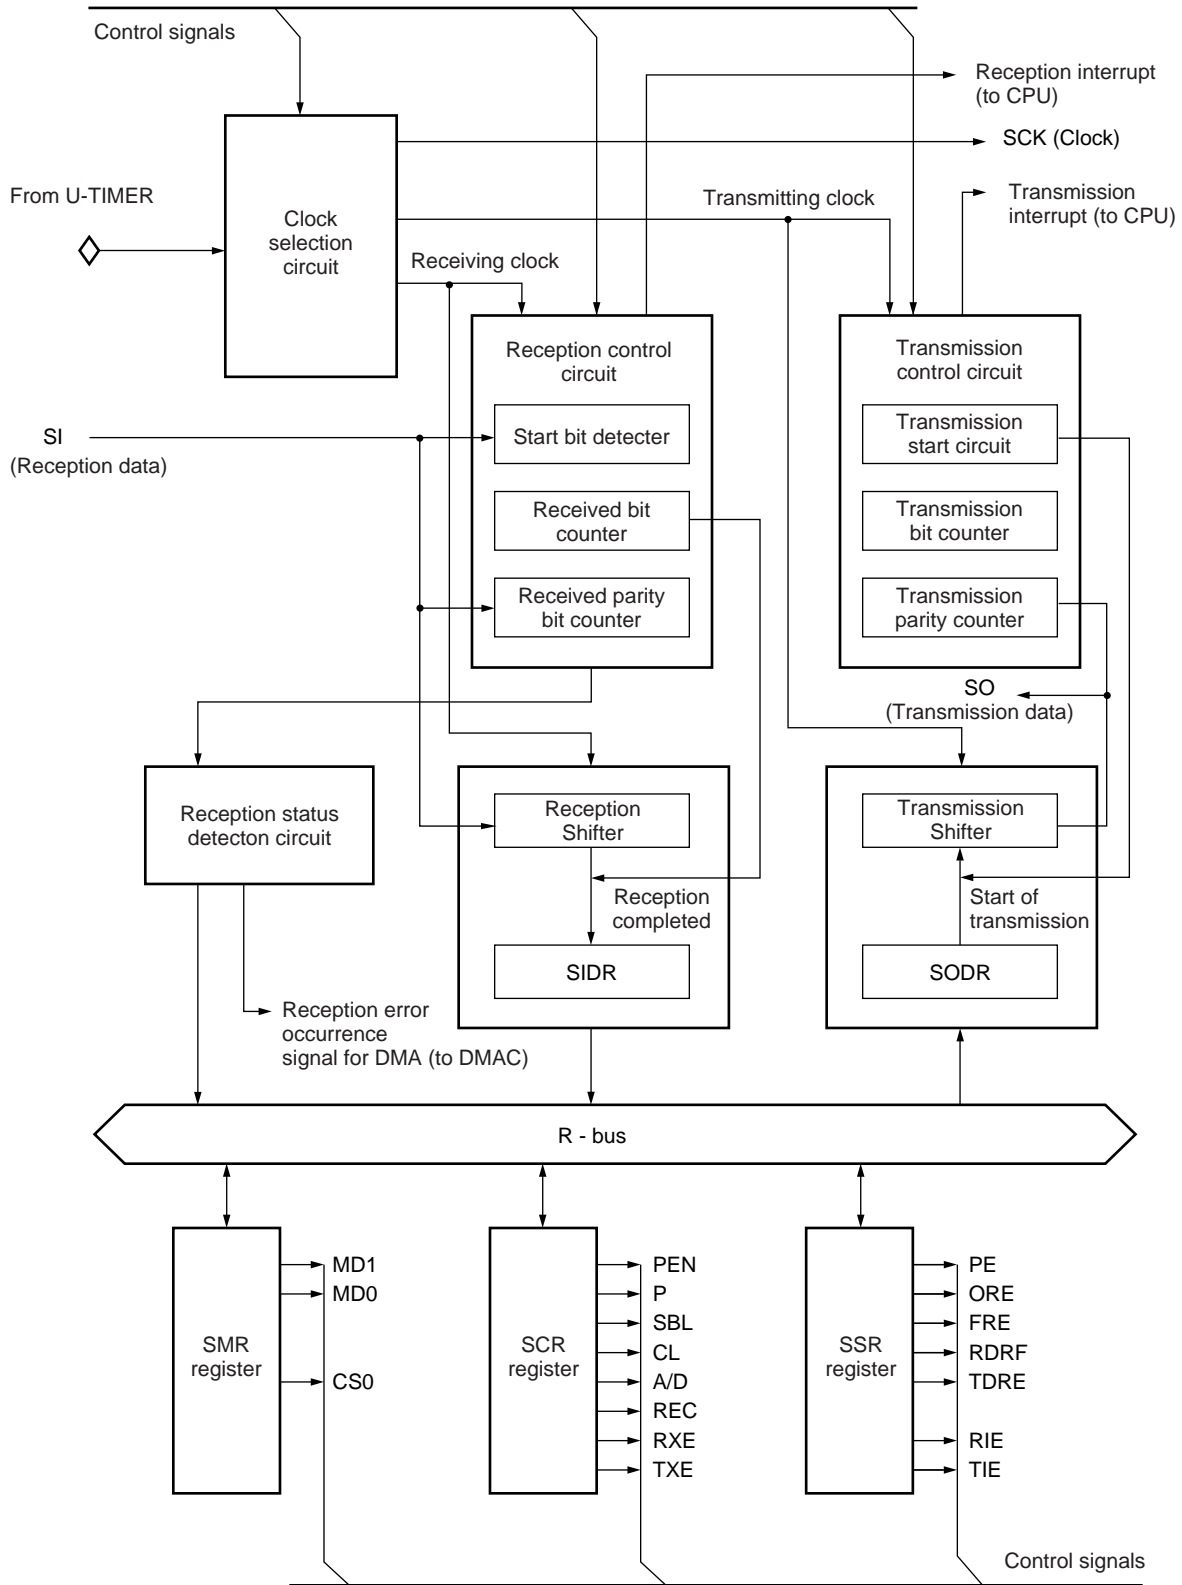 Control signals
Reception interrupt
(to CPU)
SCK (Clock)
From U-TIMER
Clock
selection
circuit
Transmitting clock
Transmission
interrupt (to CPU)
Receiving clock
Reception control
circuit
Transmission
control circuit
SI
(Reception data)
Start bit detecter
Transmission
start circuit
Received bit
counter
Transmission
bit counter
Received parity
bit counter
Transmission
parity counter
SO
(Transmission data)
Reception status
detecton circuit
Reception
Shifter
Transmission
Shifter
Reception
completed
Start of
transmission
SIDR
SODR
Reception error
occurrence
signal for DMA (to DMAC)
R - bus
SMR
register
MD1
MD0
CS0
SCR
register
PEN
P
SBL
CL
A/D
REC
RXE
TXE
SSR
register
PE
ORE
FRE
RDRF
TDRE
RIE
TIE
Control signals